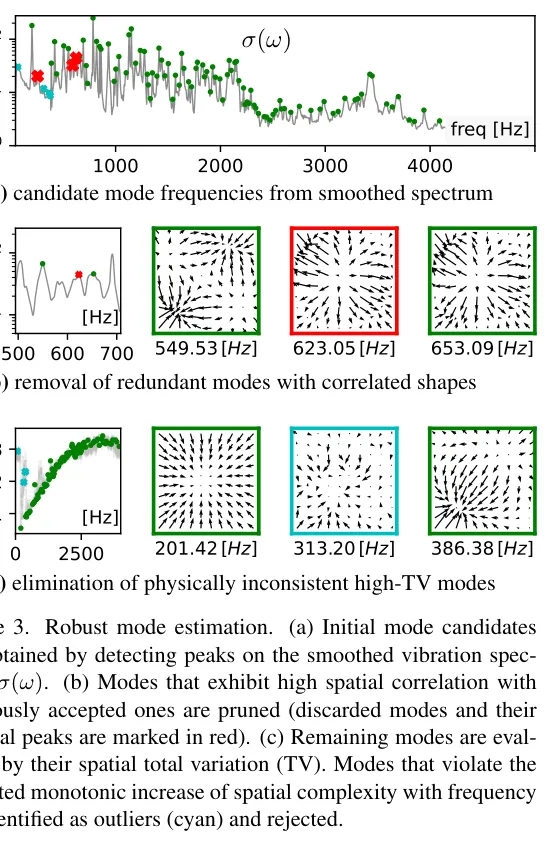 σ(ω)
freq [Hz]
1000 2000 3000 4000
) candidate mode frequencies from smoothed spectrum
[Hz]
500 600 700
549.53 [Hz] 623.05 [Hz] 653.09 [Hz]
) removal of redundant modes with correlated shapes
[Hz]
0 2500
201.42 [Hz] 313.20 [Hz] 386.38 [Hz]
) elimination of physically inconsistent high-TV modes
e 3. Robust mode estimation. (a) Initial mode candidates
btained by detecting peaks on the smoothed vibration spec-
σ(ω). (b) Modes that exhibit high spatial correlation with
ously accepted ones are pruned (discarded modes and their
al peaks are marked in red). (c) Remaining modes are eval-
by their spatial total variation (TV). Modes that violate the
ted monotonic increase of spatial complexity with frequency
entified as outliers (cyan) and rejected.